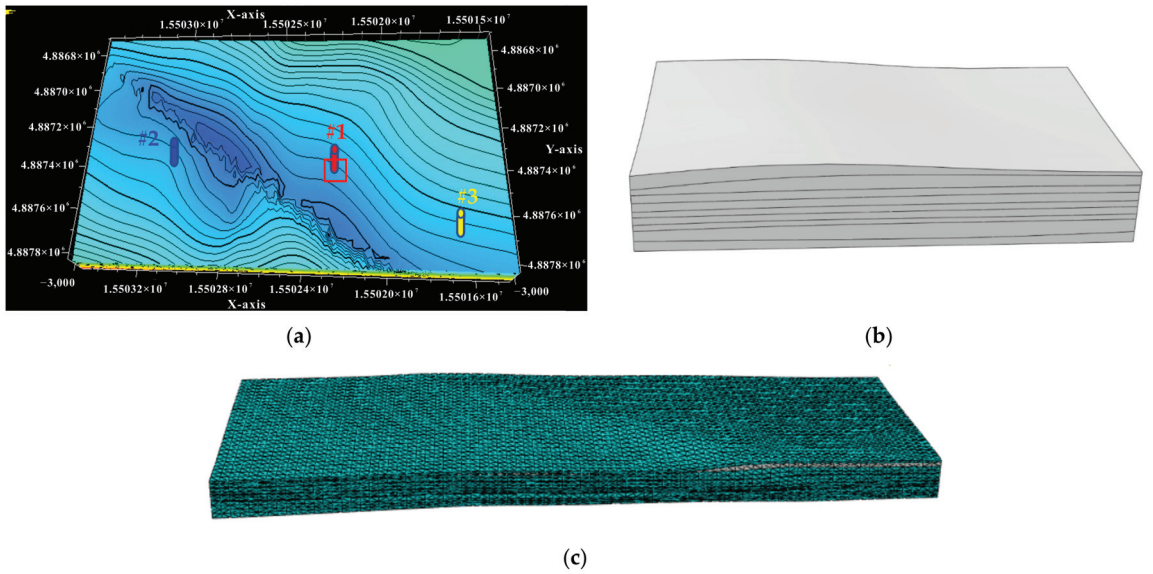 X-axis
1.55030×10⁷ 1.55025×10⁷ 1.55020×10⁷ 1.55015×10⁷
4.8868×10⁶ 4.8868×10⁶
4.8870×10⁶ 4.8870×10⁶
4.8872×10⁶ #2 #1 4.8872×10⁶
Y-axis
4.8874×10⁶ 4.8874×10⁶
#3
4.8876×10⁶ 4.8876×10⁶
4.8878×10⁶ 4.8878×10⁶
−3,000 −3,000
1.55032×10⁷ 1.55028×10⁷ 1.55024×10⁷ 1.55020×10⁷ 1.55016×10⁷
X-axis
(a) (b)
(c)